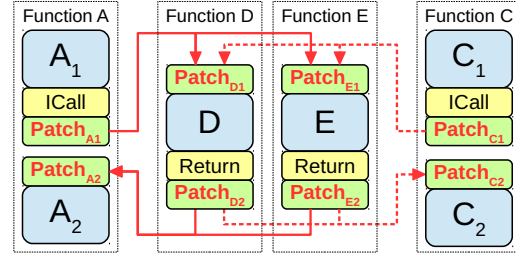 Function A
A1
ICall
PatchA1
PatchA2
A2
Function D
PatchD1
D
Return
PatchD2
Function E
PatchE1
E
Return
PatchE2
Function C
C1
ICall
PatchC1
PatchC2
C2